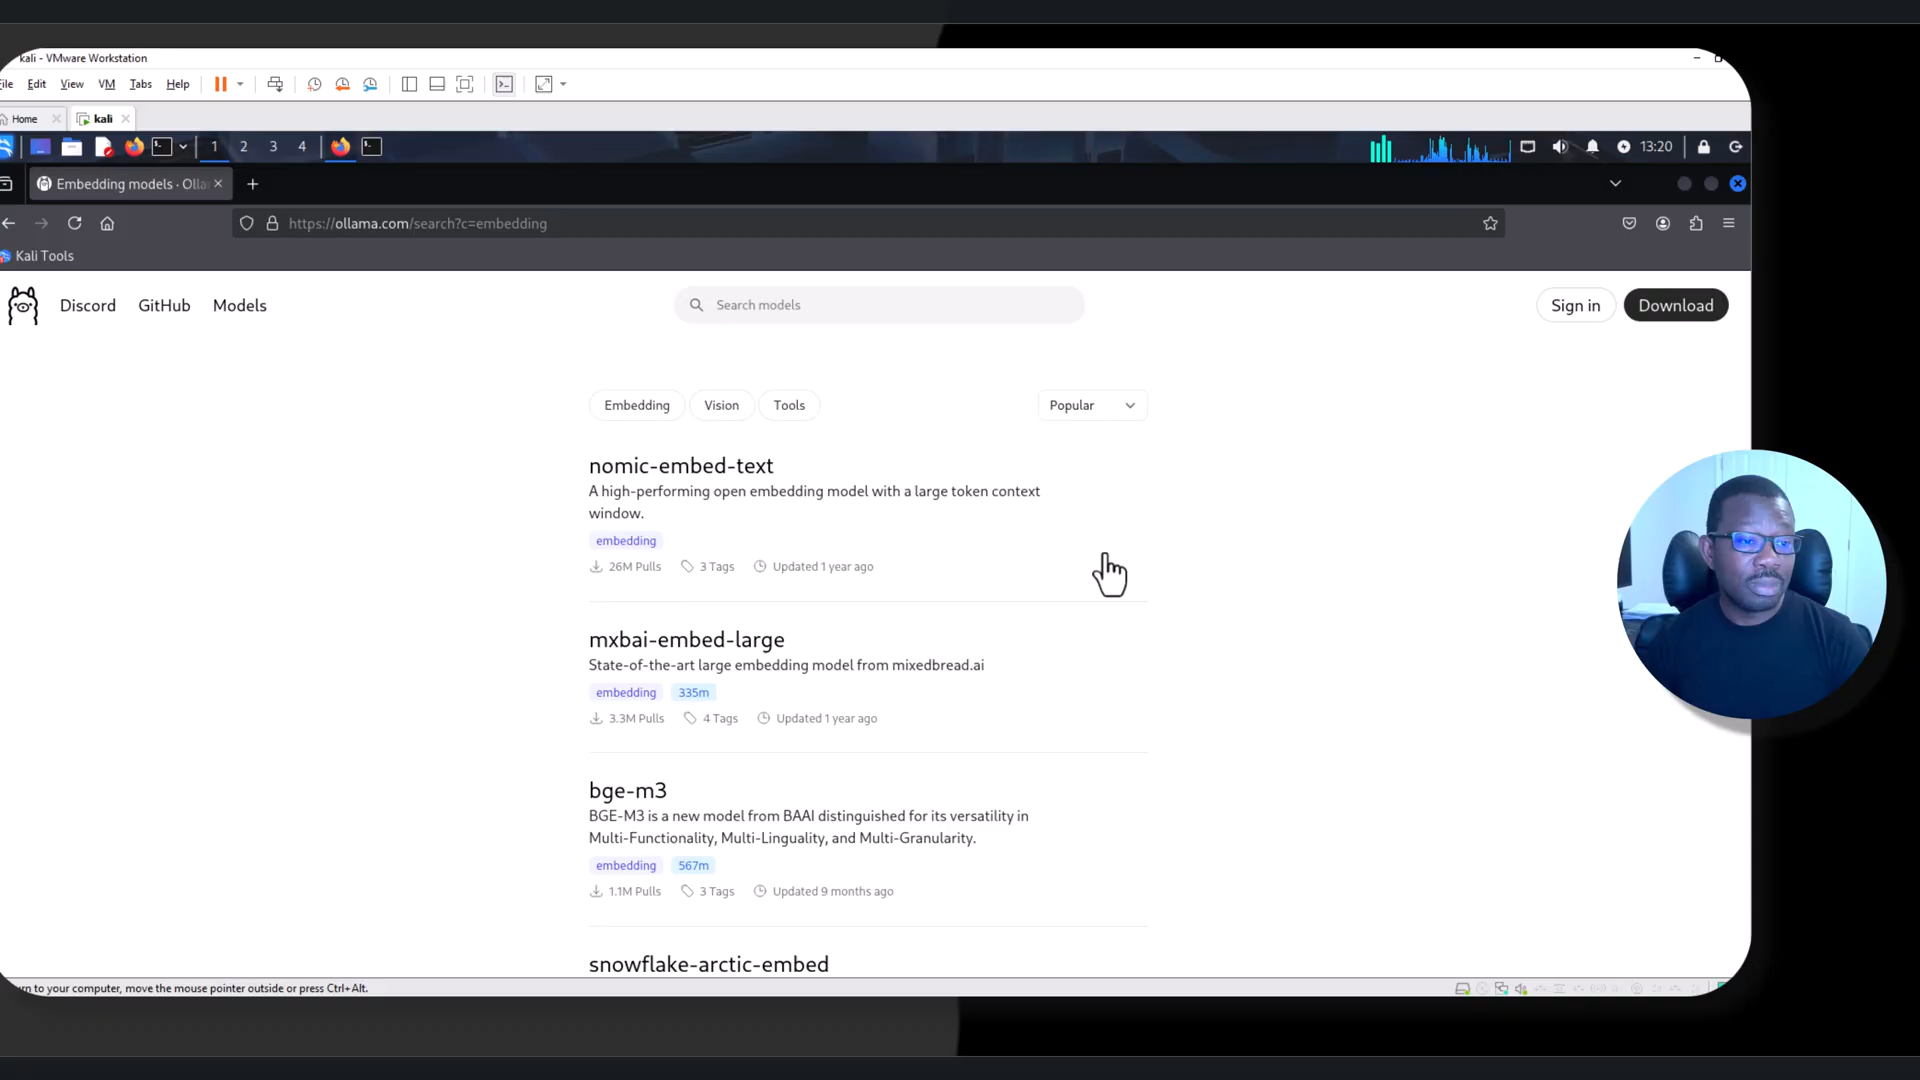 kali - VMware Workstation
File Edit View VM Tabs Help
Home kali
1 2 3 4 13:20
Embedding models · Olla
https://ollama.com/search?c=embedding
Kali Tools
Discord GitHub Models Search models Sign in Download
Embedding Vision Tools Popular
nomic-embed-text
A high-performing open embedding model with a large token context
window.
embedding
26M Pulls 3 Tags Updated 1 year ago
mxbai-embed-large
State-of-the-art large embedding model from mixedbread.ai
embedding 335m
3.3M Pulls 4 Tags Updated 1 year ago
bge-m3
BGE-M3 is a new model from BAAI distinguished for its versatility in
Multi-Functionality, Multi-Linguality, and Multi-Granularity.
embedding 567m
1.1M Pulls 3 Tags Updated 9 months ago
snowflake-arctic-embed
to your computer, move the mouse pointer outside or press Ctrl+Alt.